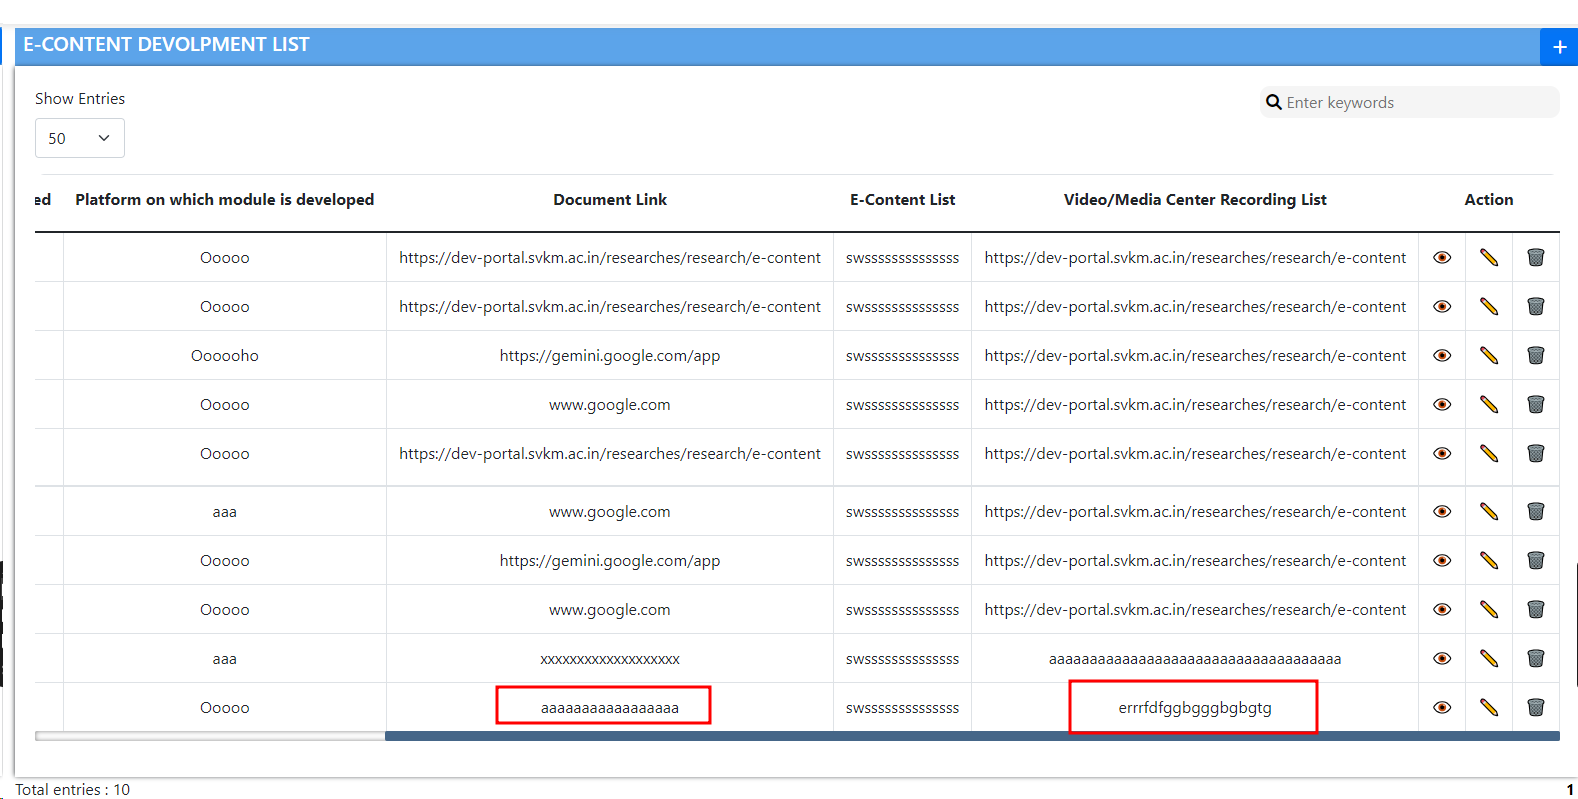 E-CONTENT DEVOLPMENT LIST
+
Show Entries
Enter keywords
50
ed Platform on which module is developed Document Link E-Content List Video/Media Center Recording List Action
Ooooo https://dev-portal.svkm.ac.in/researches/research/e-content swssssssssssssss https://dev-portal.svkm.ac.in/researches/research/e-content
Ooooo https://dev-portal.svkm.ac.in/researches/research/e-content swssssssssssssss https://dev-portal.svkm.ac.in/researches/research/e-content
Oooooho https://gemini.google.com/app swssssssssssssss https://dev-portal.svkm.ac.in/researches/research/e-content
Ooooo www.google.com swssssssssssssss https://dev-portal.svkm.ac.in/researches/research/e-content
Ooooo https://dev-portal.svkm.ac.in/researches/research/e-content swssssssssssssss https://dev-portal.svkm.ac.in/researches/research/e-content
aaa www.google.com swssssssssssssss https://dev-portal.svkm.ac.in/researches/research/e-content
Ooooo https://gemini.google.com/app swssssssssssssss https://dev-portal.svkm.ac.in/researches/research/e-content
Ooooo www.google.com swssssssssssssss https://dev-portal.svkm.ac.in/researches/research/e-content
aaa xxxxxxxxxxxxxxxxxxx swssssssssssssss aaaaaaaaaaaaaaaaaaaaaaaaaaaaaaaaaaaa
Ooooo aaaaaaaaaaaaaaaaa swssssssssssssss errrfdfggbgggbgbgtg
Total entries : 10
1